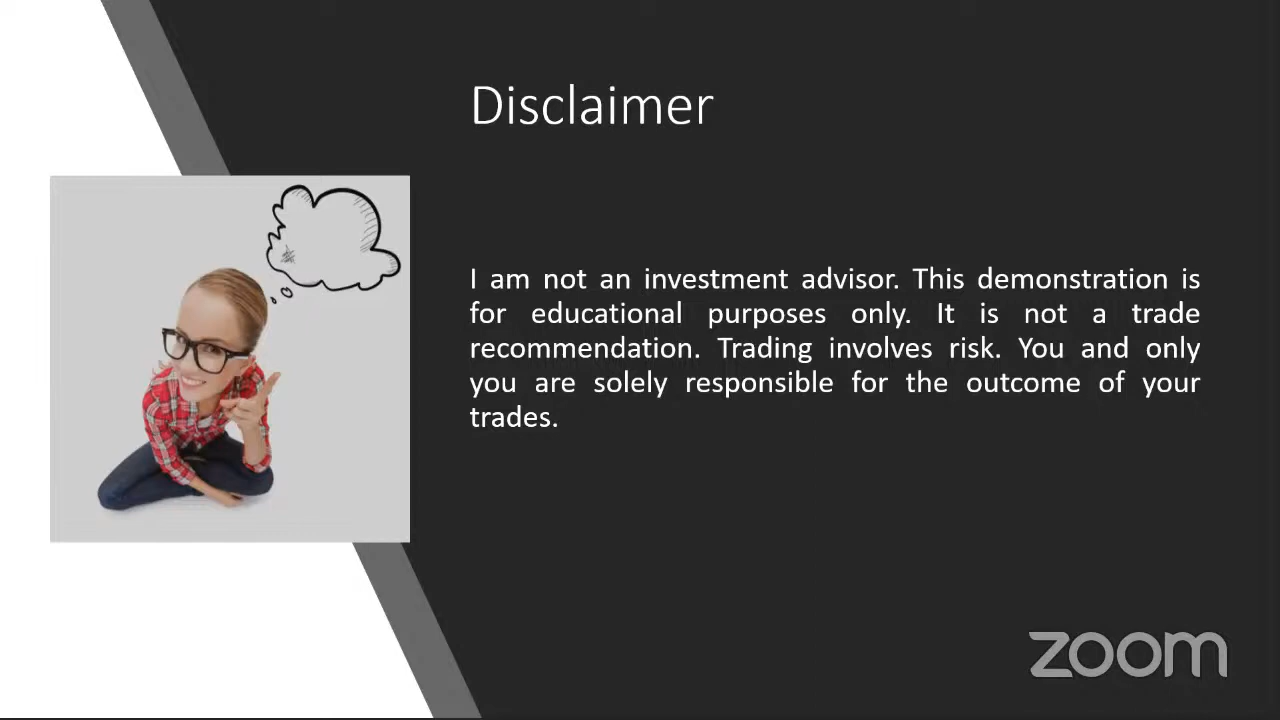 Disclaimer
I am not an investment advisor. This demonstration is
for educational purposes only. It is not a trade
recommendation. Trading involves risk. You and only
you are solely responsible for the outcome of your
trades.
zoom